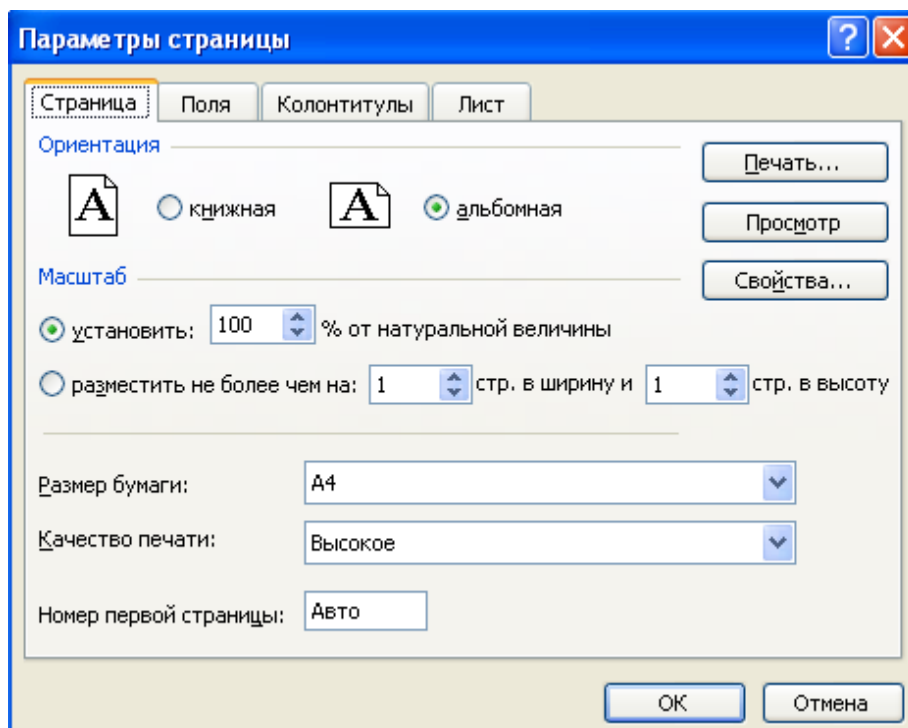 Параметры страницы
?
Страница Поля Колонтитулы Лист
Ориентация
Печать...
A книжная A альбомная
Просмотр
Масштаб
Свойства...
установить: 100 % от натуральной величины
разместить не более чем на: 1 стр. в ширину и 1 стр. в высоту
Размер бумаги: A4
Качество печати: Высокое
Номер первой страницы: Авто
ОК Отмена